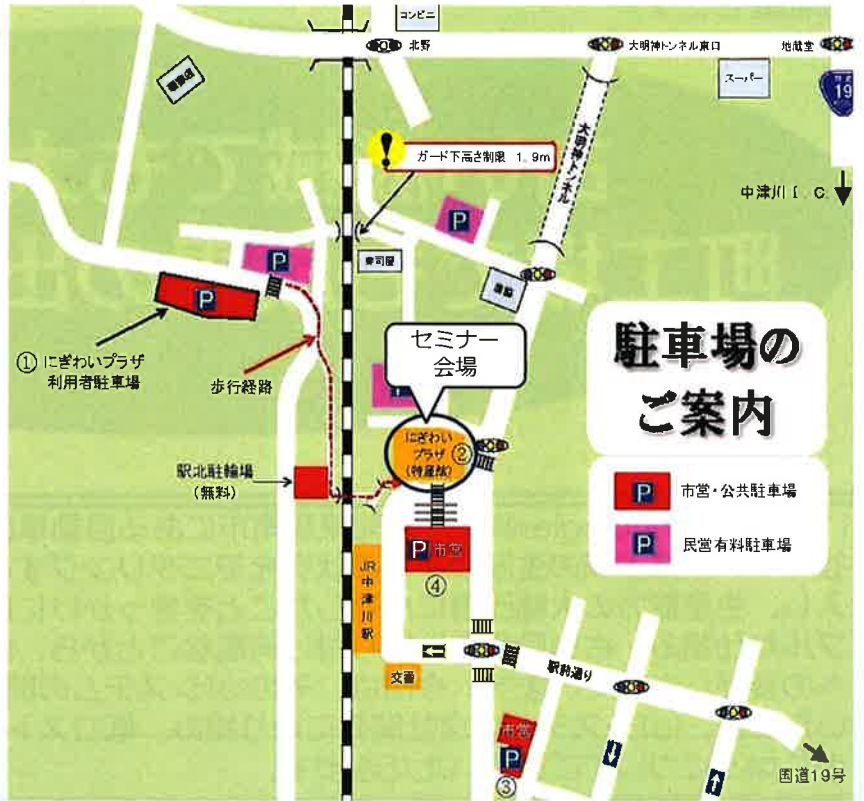 コンビニ
北野
大明神トンネル東口
地蔵堂
スーパー
19
ガード下高さ制限 1.9m
大明神トンネル
中津川I.C.
P
寿司屋
P
P
① にぎわいプラザ
利用者駐車場
歩行経路
セミナー
会場
駐車場の
ご案内
にぎわい
プラザ
②
(特産館)
駅北駐輪場
(無料)
P 市営・公共駐車場
P 民営有料駐車場
P 市営
④
JR中津川駅
交番
駅前通り
市営
P
③
国道19号